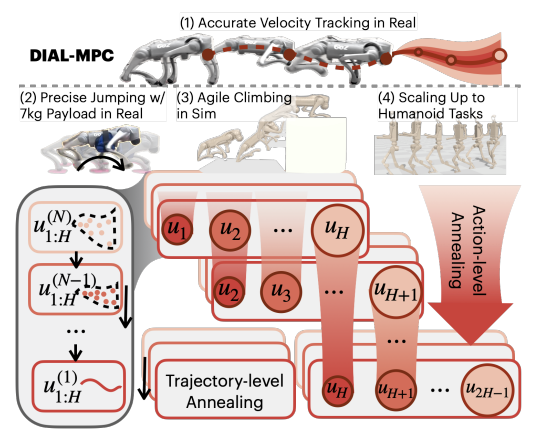 (1) Accurate Velocity Tracking in Real
DIAL-MPC
(2) Precise Jumping w/
7kg Payload in Real
(3) Agile Climbing
in Sim
(4) Scaling Up to
Humanoid Tasks
u_{1:H}^{(N)}
u_{1:H}^{(N-1)}
...
u_{1:H}^{(1)}
u_1 u_2 ... u_H
u_2 u_3 ... u_{H+1}
...
u_H u_{H+1} ... u_{2H-1}
Action-level
Annealing
Trajectory-level
Annealing